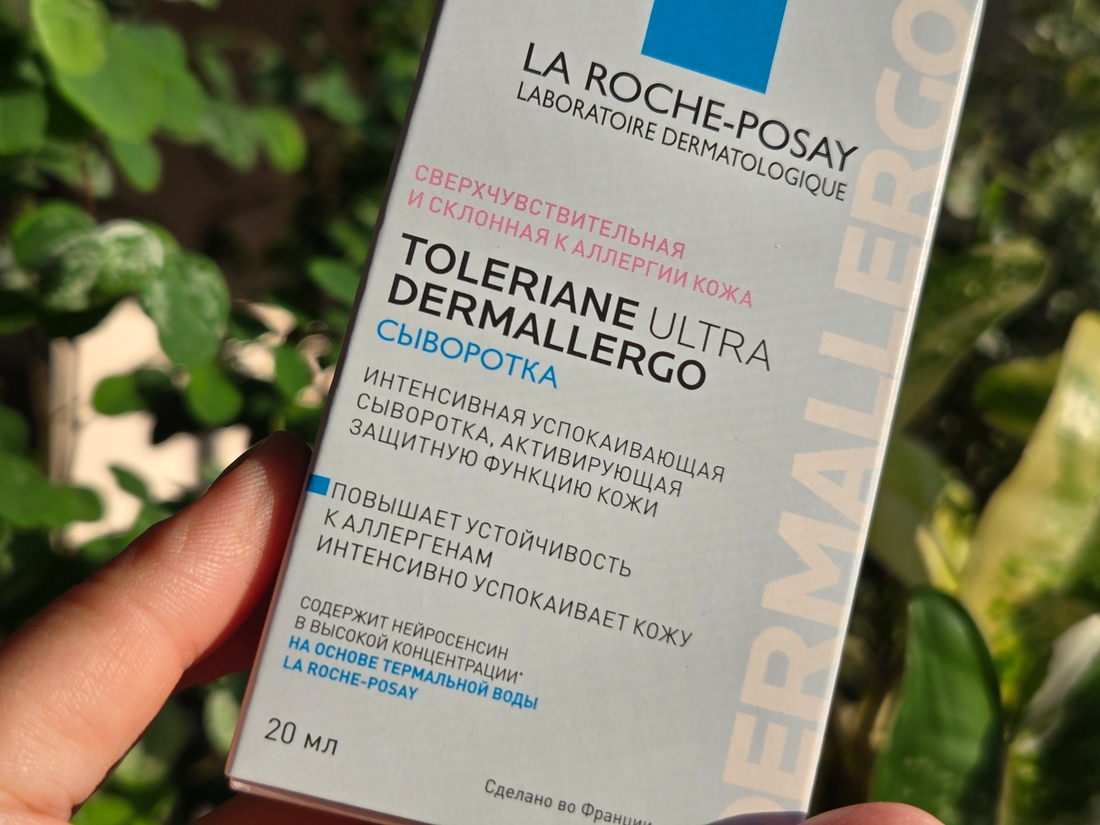 LA ROCHE-POSAY
LABORATOIRE DERMATOLOGIQUE
СВЕРХЧУВСТВИТЕЛЬНАЯ
И СКЛОННАЯ К АЛЛЕРГИИ КОЖА
TOLERIANE ULTRA
DERMALLERGO
СЫВОРОТКА
ИНТЕНСИВНАЯ УСПОКАИВАЮЩАЯ
СЫВОРОТКА, АКТИВИРУЮЩАЯ
ЗАЩИТНУЮ ФУНКЦИЮ КОЖИ
ПОВЫШАЕТ УСТОЙЧИВОСТЬ
К АЛЛЕРГЕНАМ
ИНТЕНСИВНО УСПОКАИВАЕТ КОЖУ
СОДЕРЖИТ НЕЙРОСЕНСИН
В ВЫСОКОЙ КОНЦЕНТРАЦИИ*
НА ОСНОВЕ ТЕРМАЛЬНОЙ ВОДЫ
LA ROCHE-POSAY
20 мл
Сделано во Франции
DERMALLERGO